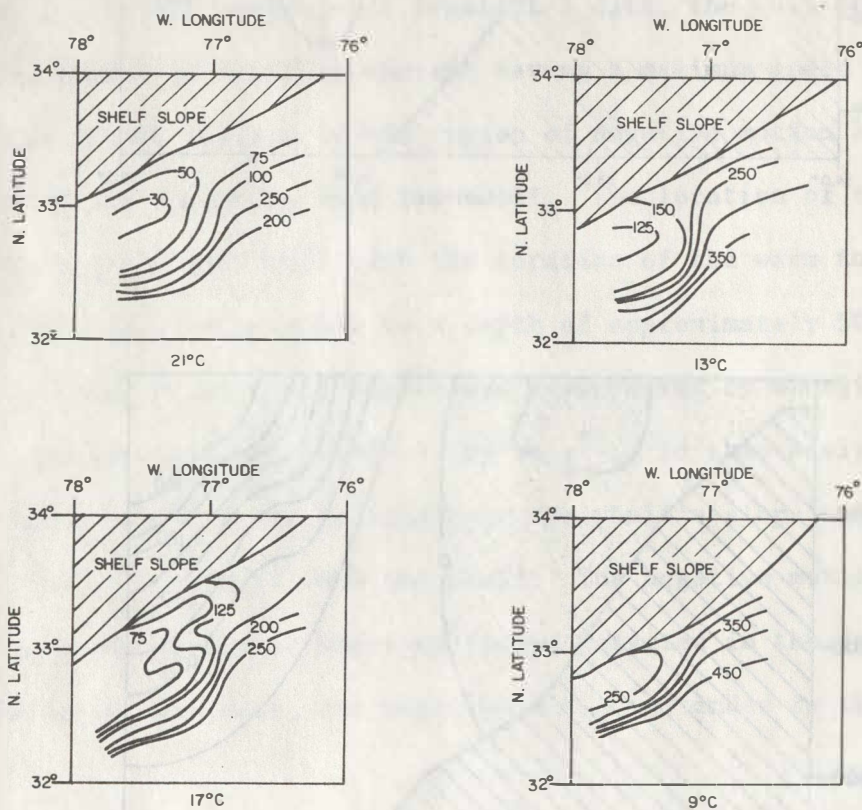 W. LONGITUDE
78° 77° 76°
34°
SHELF SLOPE
75
50
100
N. LATITUDE
33°
30
250
200
32°
21°C
W. LONGITUDE
78° 77° 76°
34°
SHELF SLOPE
250
N. LATITUDE
33°
150
125
350
32°
13°C
W. LONGITUDE
78° 77° 76°
34°
SHELF SLOPE
125
200
75
N. LATITUDE
33°
250
32°
17°C
W. LONGITUDE
78° 77° 76°
34°
SHELF SLOPE
350
N. LATITUDE
33°
450
250
32°
9°C